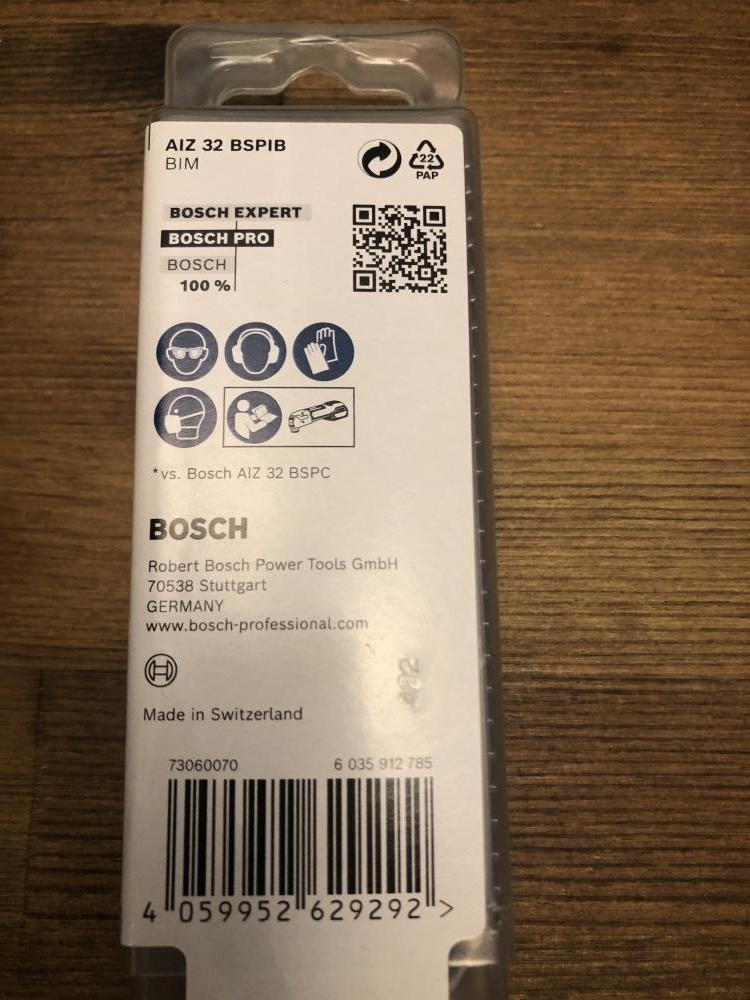 AIZ 32 BSPIB
BIM
22
PAP
BOSCH EXPERT
BOSCH PRO
BOSCH
100 %
*vs. Bosch AIZ 32 BSPC
BOSCH
Robert Bosch Power Tools GmbH
70538 Stuttgart
GERMANY
www.bosch-professional.com
482
Made in Switzerland
73060070 6 035 912 785
4 059952 629292 >